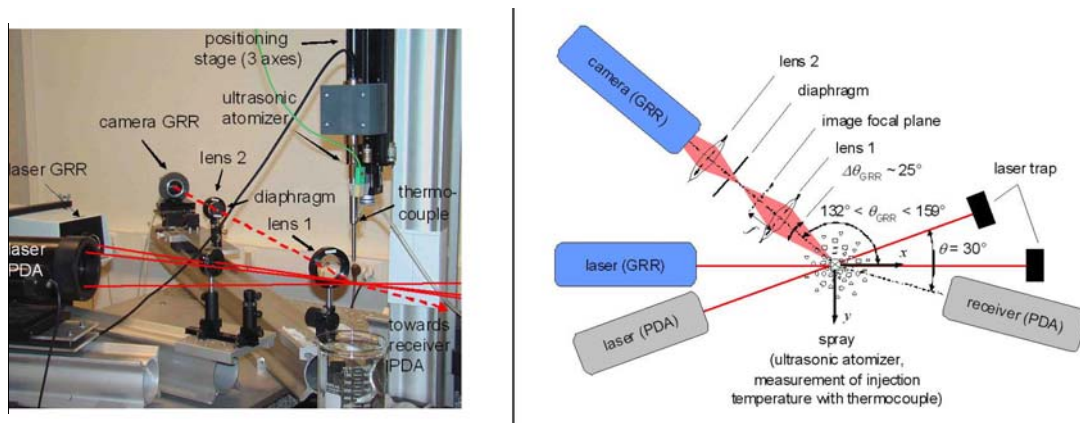 positioning
stage (3 axes)
ultrasonic
atomizer
camera GRR
lens 2
laser GRR
diaphragm
thermo-
couple
lens 1
laser
PDA
towards
receiver
PDA
lens 2
diaphragm
image focal plane
lens 1
camera (GRR)
Δθ_GRR ~ 25°
laser trap
132° < θ_GRR < 159°
f
x
θ = 30°
laser (GRR)
laser (PDA)
receiver (PDA)
y
spray
(ultrasonic atomizer,
measurement of injection
temperature with thermocouple)